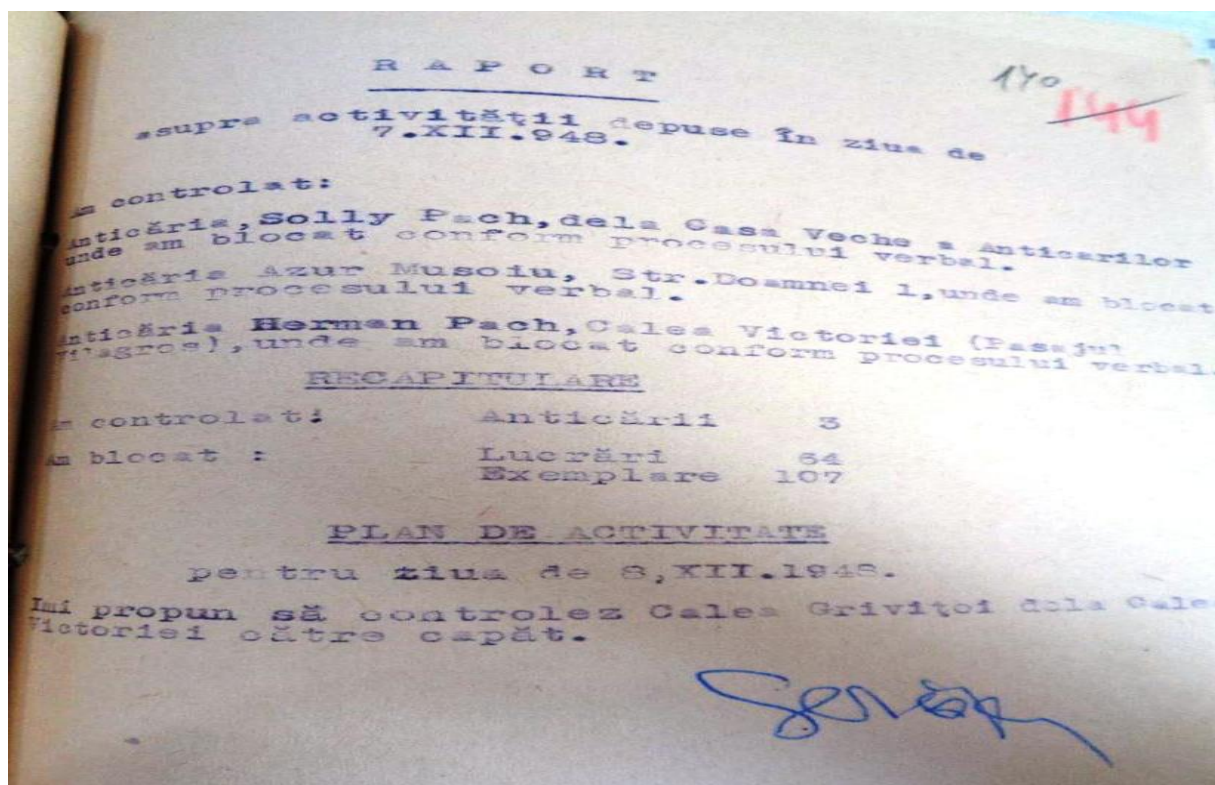 R A P O R T
170
144
asupra activității depuse în ziua de
7.XII.948.
Am controlat:
Anticăria, Solly Pach, dela Casa Veche a Anticarilor
unde am blocat conform procesului verbal.
Anticăria Azur Musoiu, Str.Doamnei 1, unde am blocat
conform procesului verbal.
Anticăria Herman Pach, Calea Victoriei (Pasajul
Vilagros), unde am blocat conform procesului verbal.
RECAPITULARE
Am controlat: Anticării 3
Am blocat : Lucrări 64
Exemplare 107
PLAN DE ACTIVITATE
pentru ziua de 8,XII.1948.
Imi propun să controlez Calea Griviței dela Calea
Victoriei către capăt.